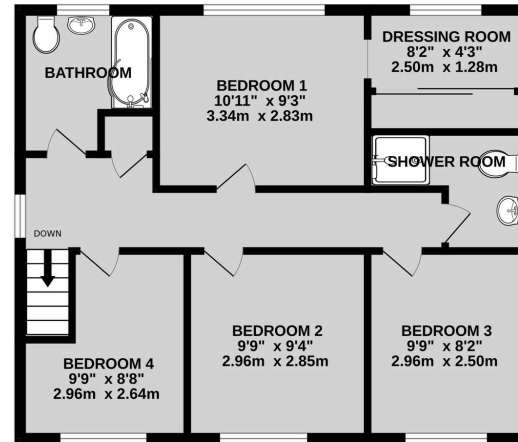 BATHROOM
BEDROOM 1
10'11" x 9'3"
3.34m x 2.83m
DRESSING ROOM
8'2" x 4'3"
2.50m x 1.28m
SHOWER ROOM
DOWN
BEDROOM 4
9'9" x 8'8"
2.96m x 2.64m
BEDROOM 2
9'9" x 9'4"
2.96m x 2.85m
BEDROOM 3
9'9" x 8'2"
2.96m x 2.50m